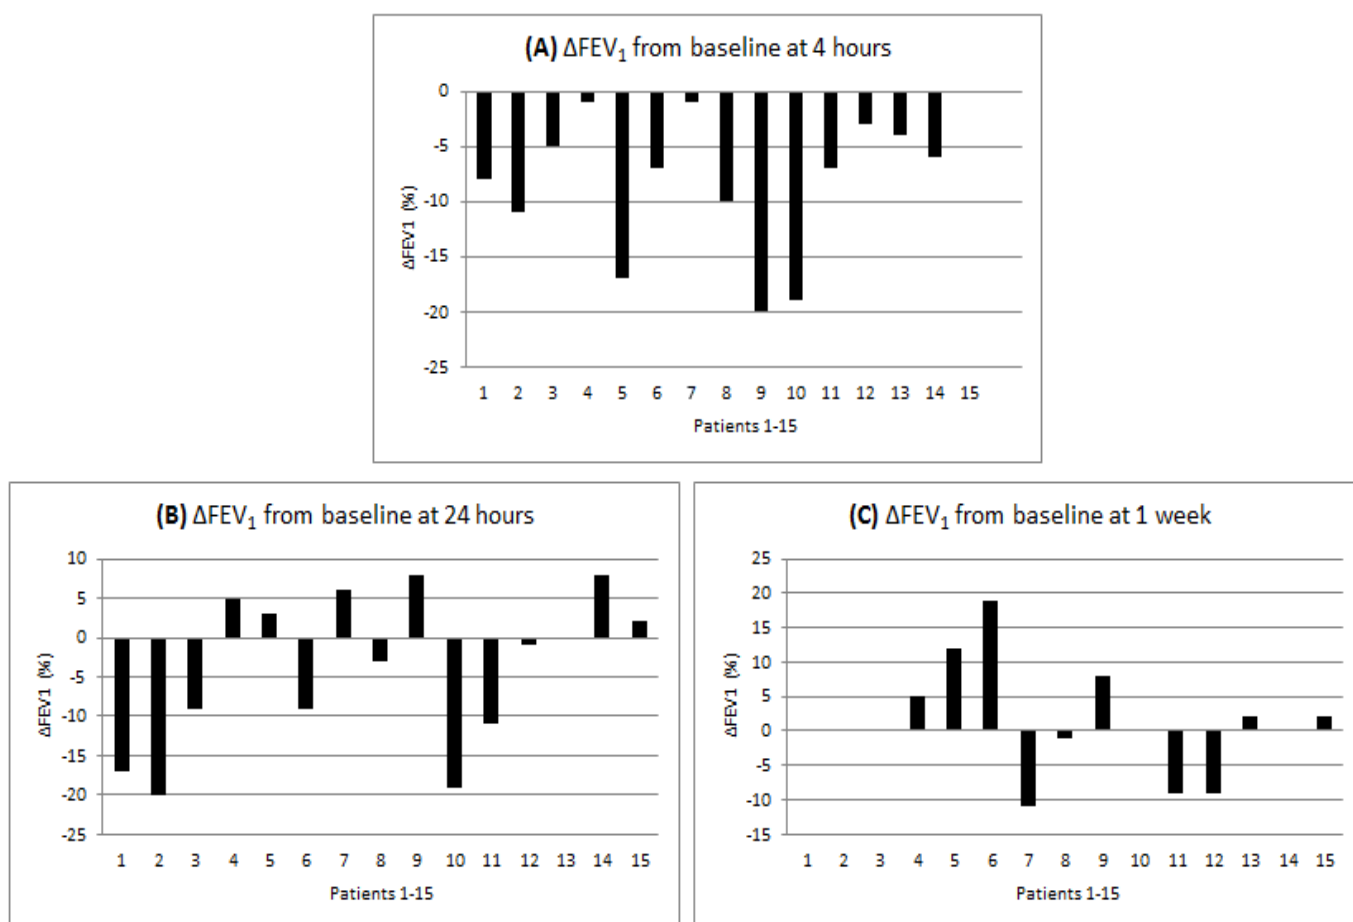 (A) ΔFEV₁ from baseline at 4 hours
0
-5
-10
-15
-20
-25
ΔFEV1 (%)
1 2 3 4 5 6 7 8 9 10 11 12 13 14 15
Patients 1-15
(B) ΔFEV₁ from baseline at 24 hours
10
5
0
-5
-10
-15
-20
-25
ΔFEV1 (%)
1 2 3 4 5 6 7 8 9 10 11 12 13 14 15
Patients 1-15
(C) ΔFEV₁ from baseline at 1 week
25
20
15
10
5
0
-5
-10
-15
ΔFEV1 (%)
1 2 3 4 5 6 7 8 9 10 11 12 13 14 15
Patients 1-15